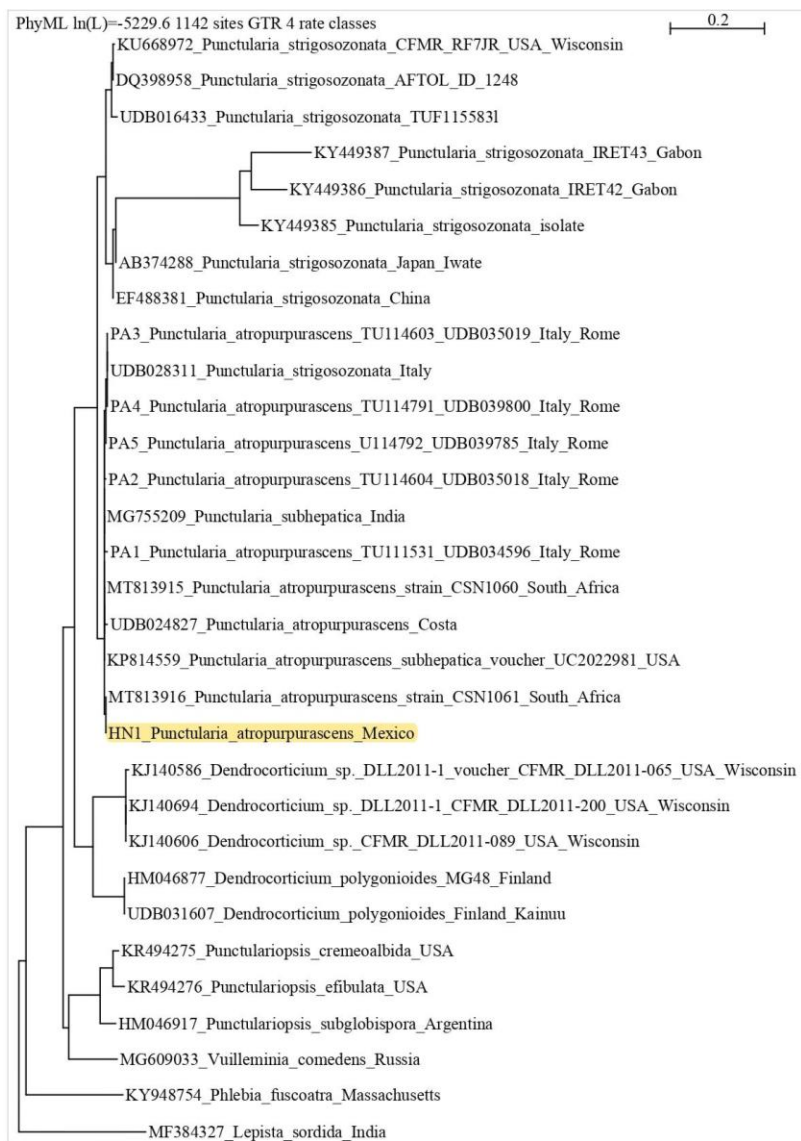 PhyML ln(L)=-5229.6 1142 sites GTR 4 rate classes
0.2
KU668972_Punctularia_strigosozonata_CFMR_RF7JR_USA_Wisconsin
DQ398958_Punctularia_strigosozonata_AFTOL_ID_1248
UDB016433_Punctularia_strigosozonata_TUF115583l
KY449387_Punctularia_strigosozonata_IRET43_Gabon
KY449386_Punctularia_strigosozonata_IRET42_Gabon
KY449385_Punctularia_strigosozonata_isolate
AB374288_Punctularia_strigosozonata_Japan_Iwate
EF488381_Punctularia_strigosozonata_China
PA3_Punctularia_atropurpurascens_TU114603_UDB035019_Italy_Rome
UDB028311_Punctularia_strigosozonata_Italy
PA4_Punctularia_atropurpurascens_TU114791_UDB039800_Italy_Rome
PA5_Punctularia_atropurpurascens_U114792_UDB039785_Italy_Rome
PA2_Punctularia_atropurpurascens_TU114604_UDB035018_Italy_Rome
MG755209_Punctularia_subhepatica_India
PA1_Punctularia_atropurpurascens_TU111531_UDB034596_Italy_Rome
MT813915_Punctularia_atropurpurascens_strain_CSN1060_South_Africa
UDB024827_Punctularia_atropurpurascens_Costa
KP814559_Punctularia_atropurpurascens_subhepatica_voucher_UC2022981_USA
MT813916_Punctularia_atropurpurascens_strain_CSN1061_South_Africa
HN1_Punctularia_atropurpurascens_Mexico
KJ140586_Dendrocorticium_sp._DLL2011-1_voucher_CFMR_DLL2011-065_USA_Wisconsin
KJ140694_Dendrocorticium_sp._DLL2011-1_CFMR_DLL2011-200_USA_Wisconsin
KJ140606_Dendrocorticium_sp._CFMR_DLL2011-089_USA_Wisconsin
HM046877_Dendrocorticium_polygonioides_MG48_Finland
UDB031607_Dendrocorticium_polygonioides_Finland_Kainuu
KR494275_Punctulariopsis_cremeoalbida_USA
KR494276_Punctulariopsis_efibulata_USA
HM046917_Punctulariopsis_subglobispora_Argentina
MG609033_Vuilleminia_comedens_Russia
KY948754_Phlebia_fuscoatra_Massachusetts
MF384327_Lepista_sordida_India